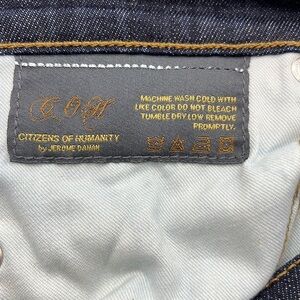 C. O. H
CITIZENS OF HUMANITY
by JEROME DAHAN
MACHINE WASH COLD WITH
LIKE COLOR DO NOT BLEACH
TUMBLE DRY LOW REMOVE
PROMPTLY.